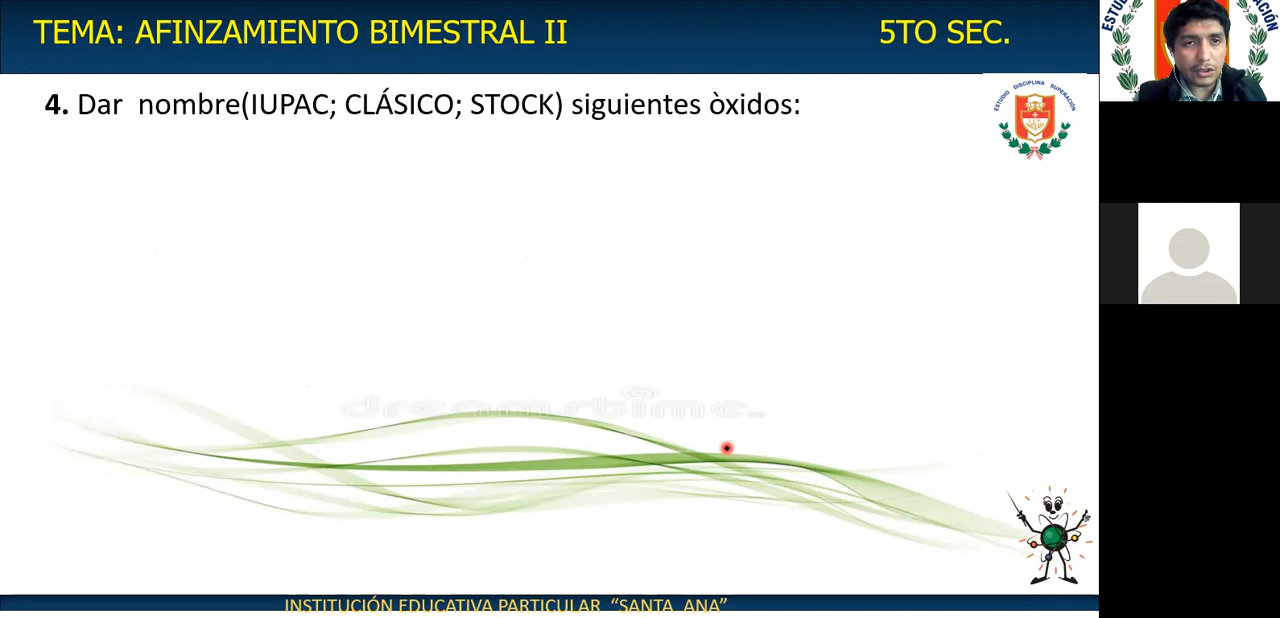 TEMA: AFINZAMIENTO BIMESTRAL II 5TO SEC.
4. Dar nombre(IUPAC; CLÁSICO; STOCK) siguientes òxidos:
ESTUDIO DISCIPLINA SUPERACIÓN
dreamstime.
INSTITUCIÓN EDUCATIVA PARTICULAR "SANTA ANA"